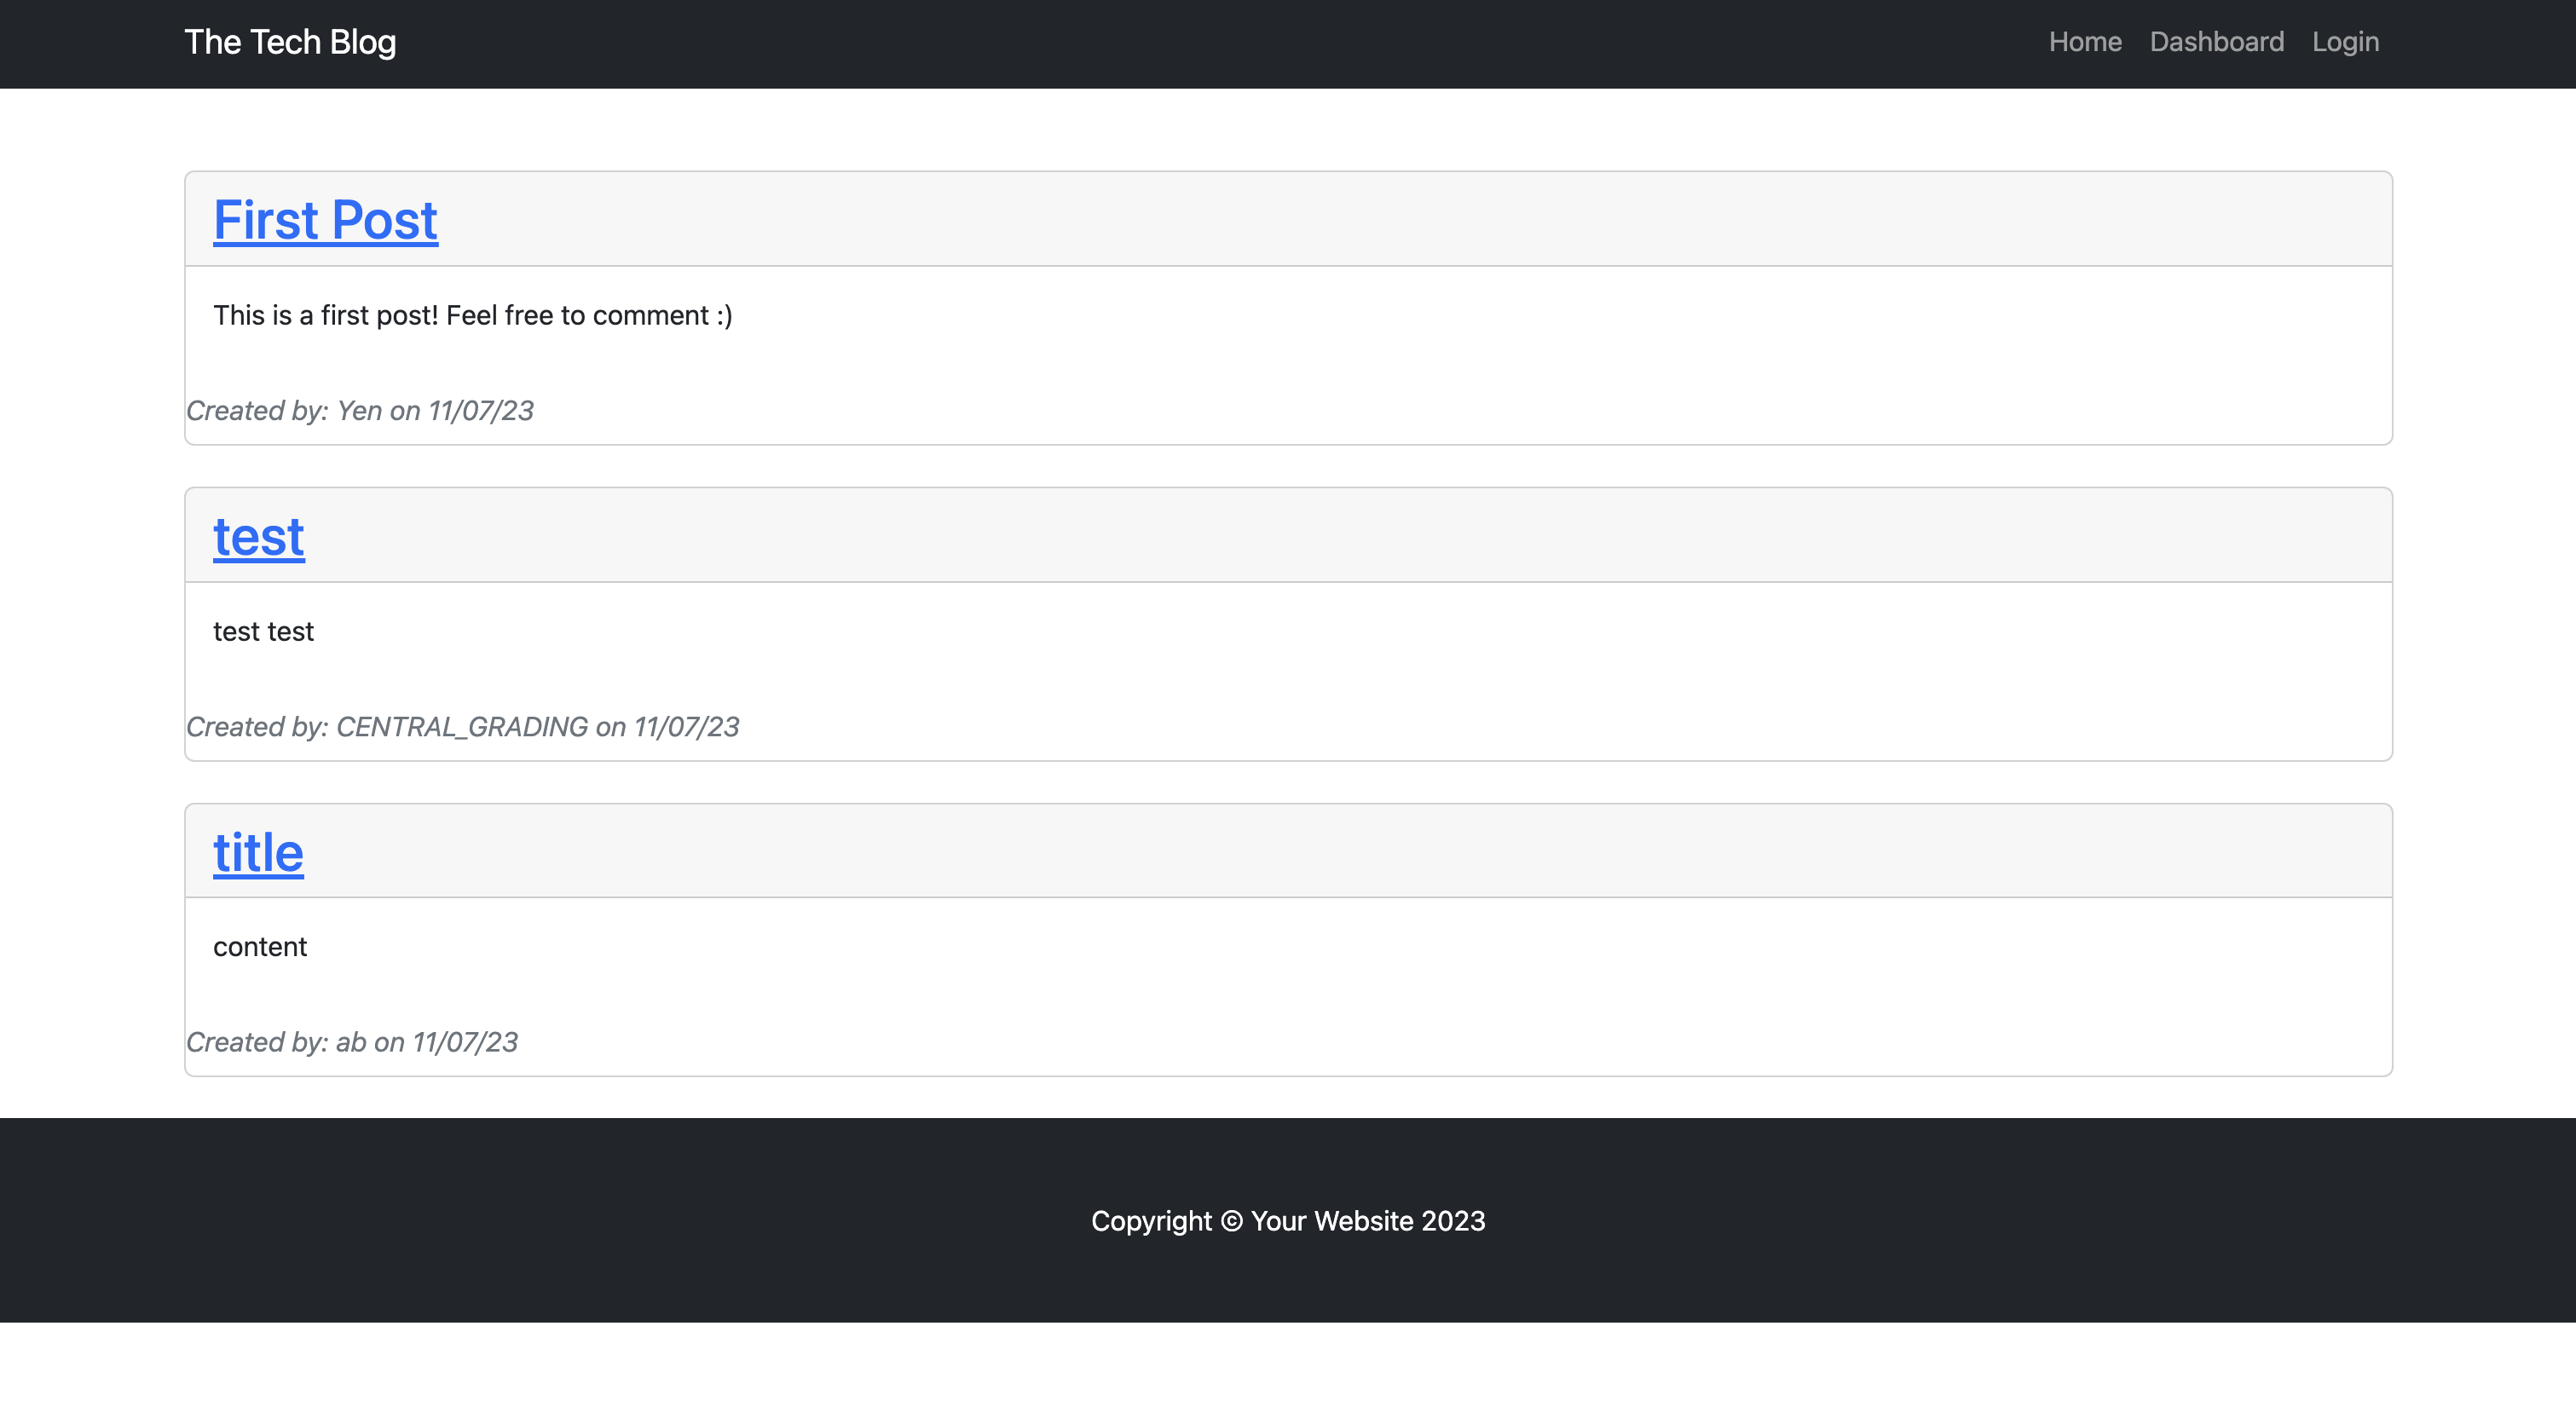 The Tech Blog
Home Dashboard Login
First Post
This is a first post! Feel free to comment :)
Created by: Yen on 11/07/23
test
test test
Created by: CENTRAL_GRADING on 11/07/23
title
content
Created by: ab on 11/07/23
Copyright © Your Website 2023